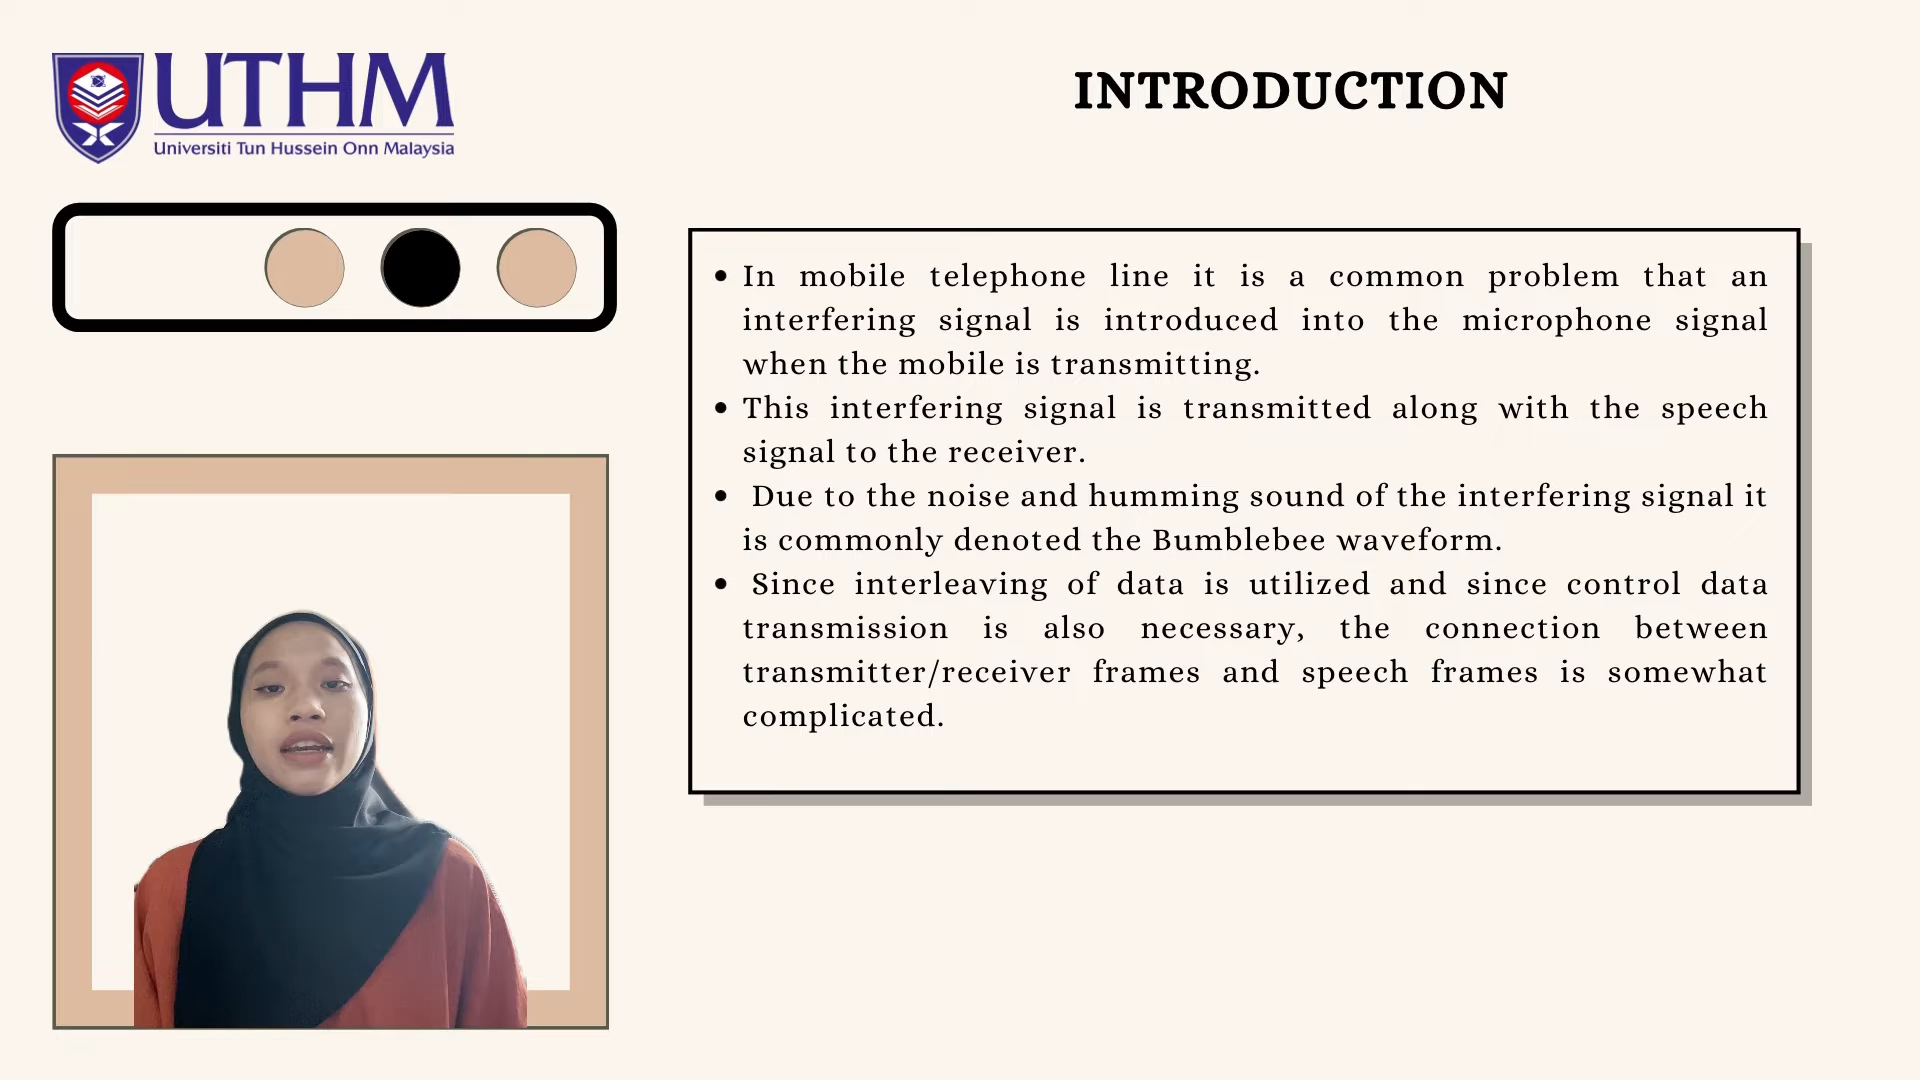 UTHM
Universiti Tun Hussein Onn Malaysia
INTRODUCTION
• In mobile telephone line it is a common problem that an
interfering signal is introduced into the microphone signal
when the mobile is transmitting.
• This interfering signal is transmitted along with the speech
signal to the receiver.
• Due to the noise and humming sound of the interfering signal it
is commonly denoted the Bumblebee waveform.
• Since interleaving of data is utilized and since control data
transmission is also necessary, the connection between
transmitter/receiver frames and speech frames is somewhat
complicated.